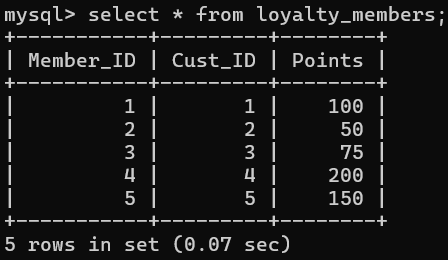 mysql> select * from loyalty_members;
+-----------+---------+--------+
| Member_ID | Cust_ID | Points |
+-----------+---------+--------+
|         1 |       1 |    100 |
|         2 |       2 |     50 |
|         3 |       3 |     75 |
|         4 |       4 |    200 |
|         5 |       5 |    150 |
+-----------+---------+--------+
5 rows in set (0.07 sec)